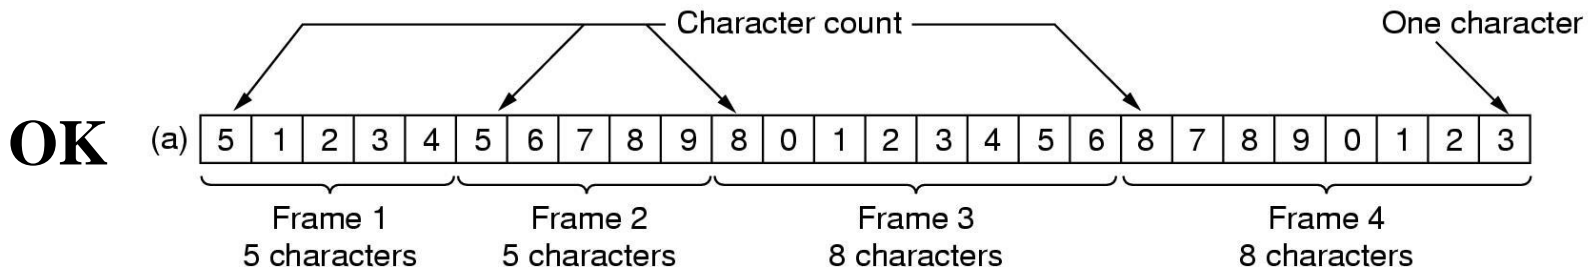 Character count One character
OK (a) 5 1 2 3 4 5 6 7 8 9 8 0 1 2 3 4 5 6 8 7 8 9 0 1 2 3
Frame 1 Frame 2 Frame 3 Frame 4
5 characters 5 characters 8 characters 8 characters